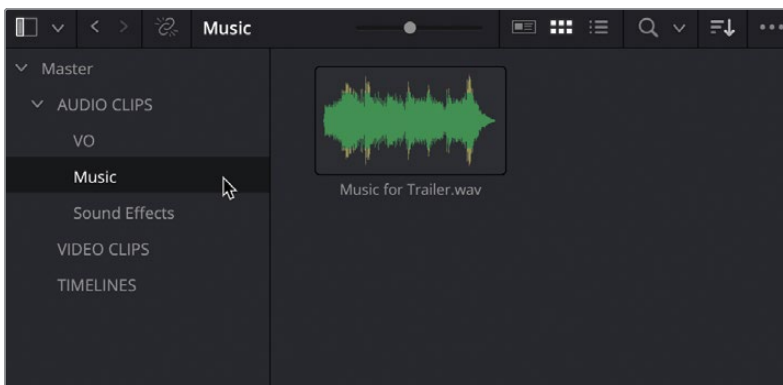 Music
Master
AUDIO CLIPS
VO
Music
Sound Effects
VIDEO CLIPS
TIMELINES
Music for Trailer.wav